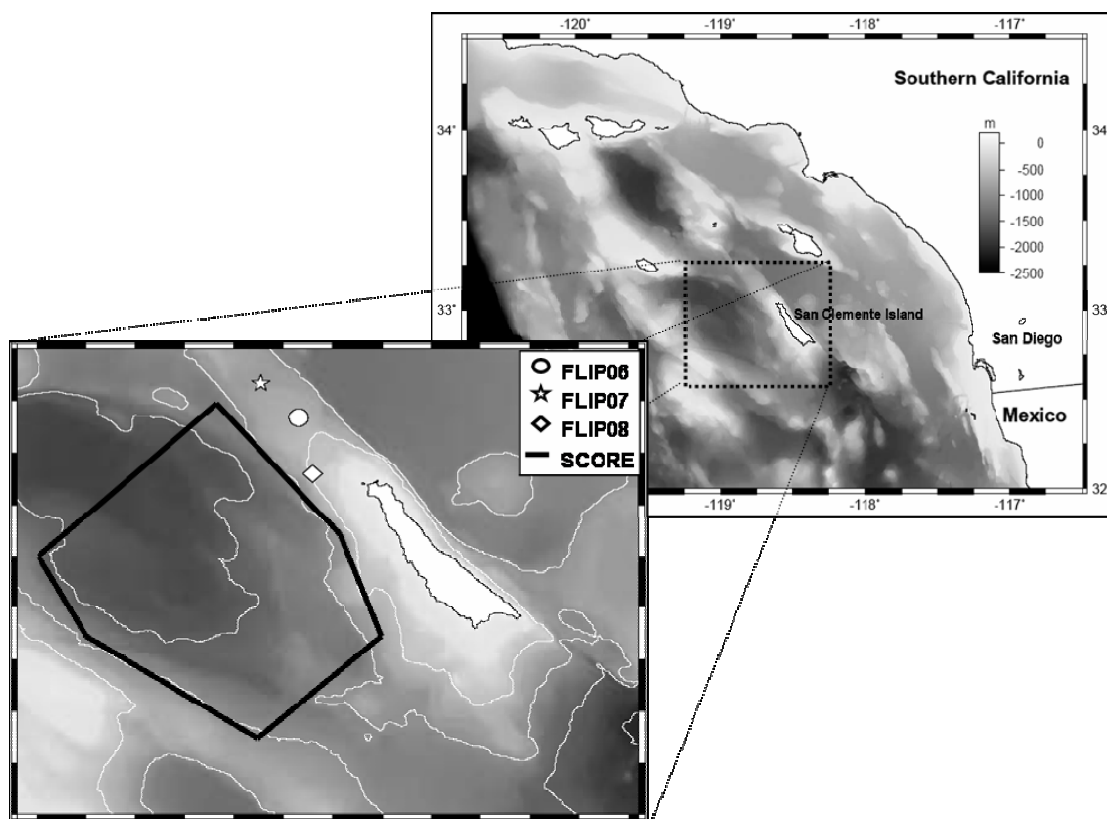 -120° -119° -118° -117°
Southern California
m
34° 34°
0
-500
-1000
-1500
-2000
-2500
33° 33°
San Clemente Island
San Diego
Mexico
32° 32°
-119° -118° -117°
FLIP06
FLIP07
FLIP08
SCORE